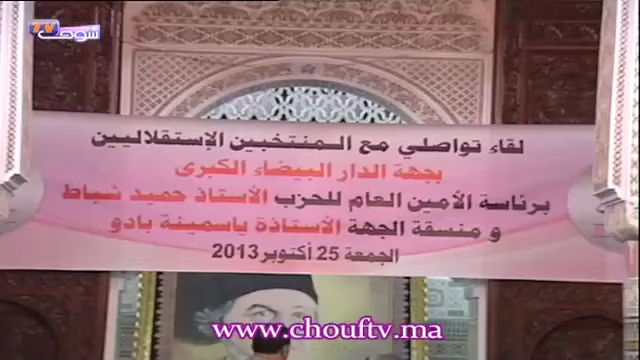 شوف TV
لقاء تواصلي مع المنتخبين الإستقلاليين
بجهة الدار البيضاء الكبرى
برئاسة الأمين العام للحزب الأستاذ حميد شباط
و منسقة الجهة الأستاذة ياسمينة بادو
الجمعة 25 أكتوبر 2013
www.chouftv.ma